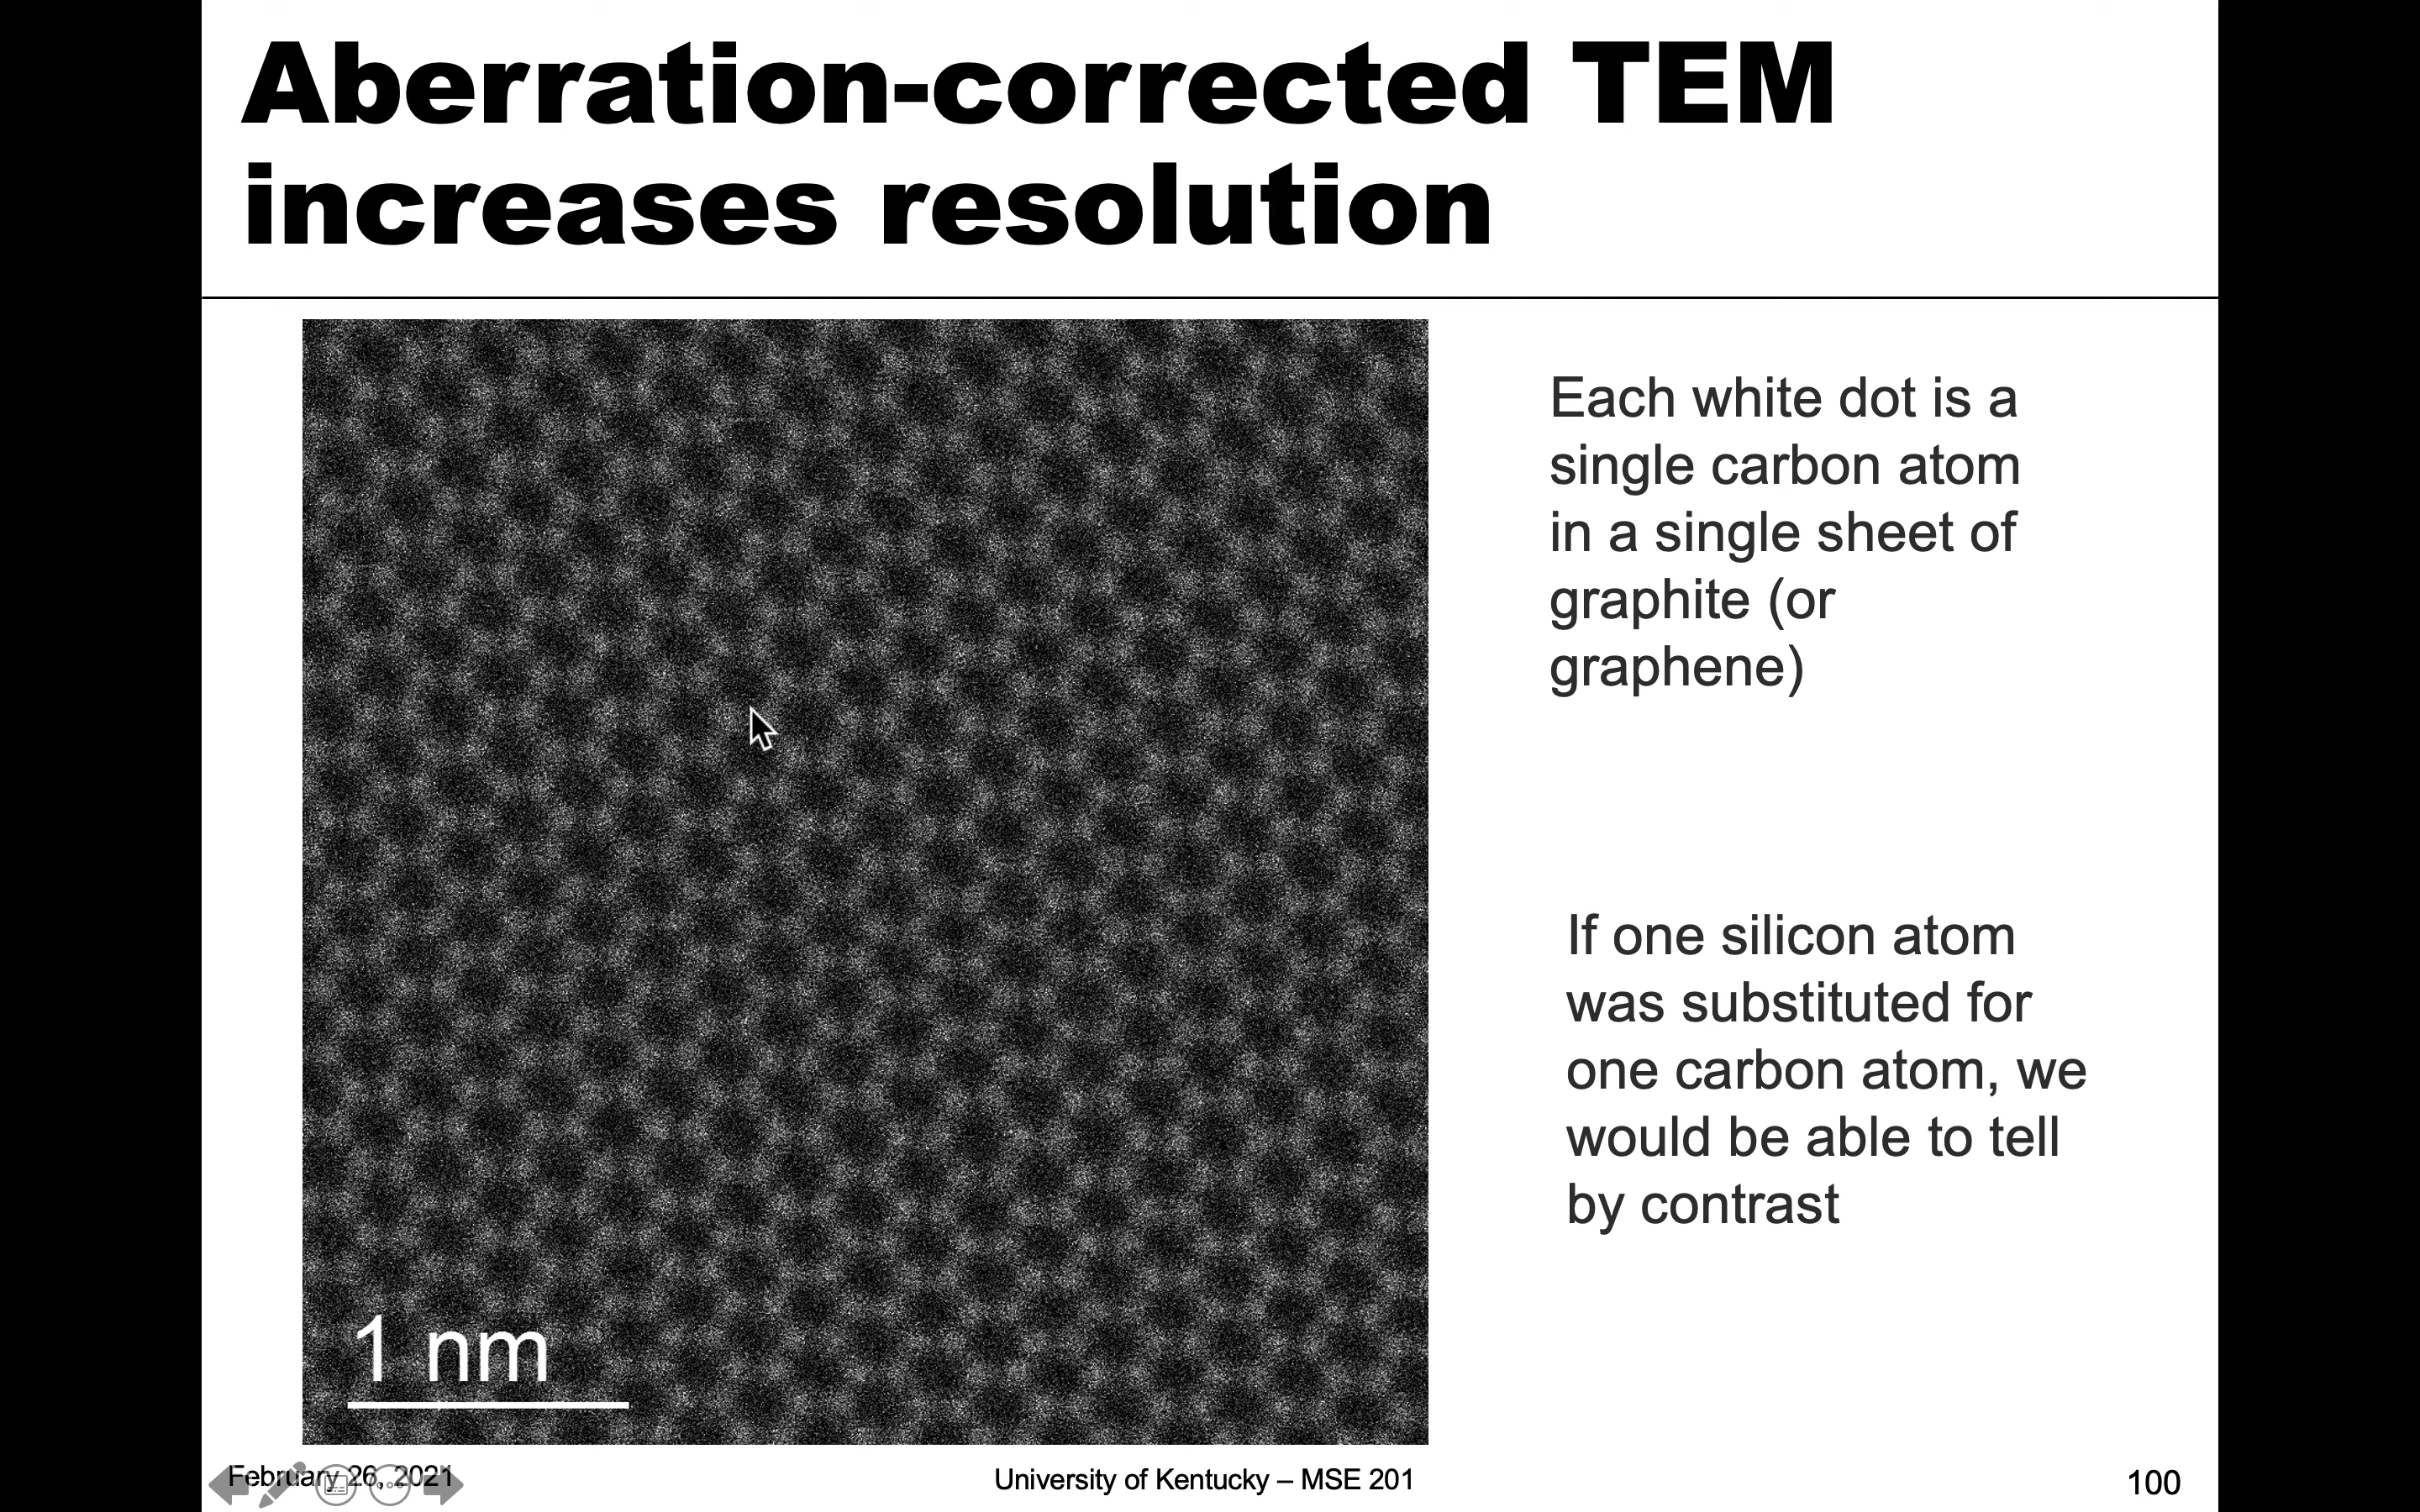 Aberration-corrected TEM
increases resolution
Each white dot is a
single carbon atom
in a single sheet of
graphite (or
graphene)
If one silicon atom
was substituted for
one carbon atom, we
would be able to tell
by contrast
1 nm
February 26, 2021
University of Kentucky – MSE 201
100